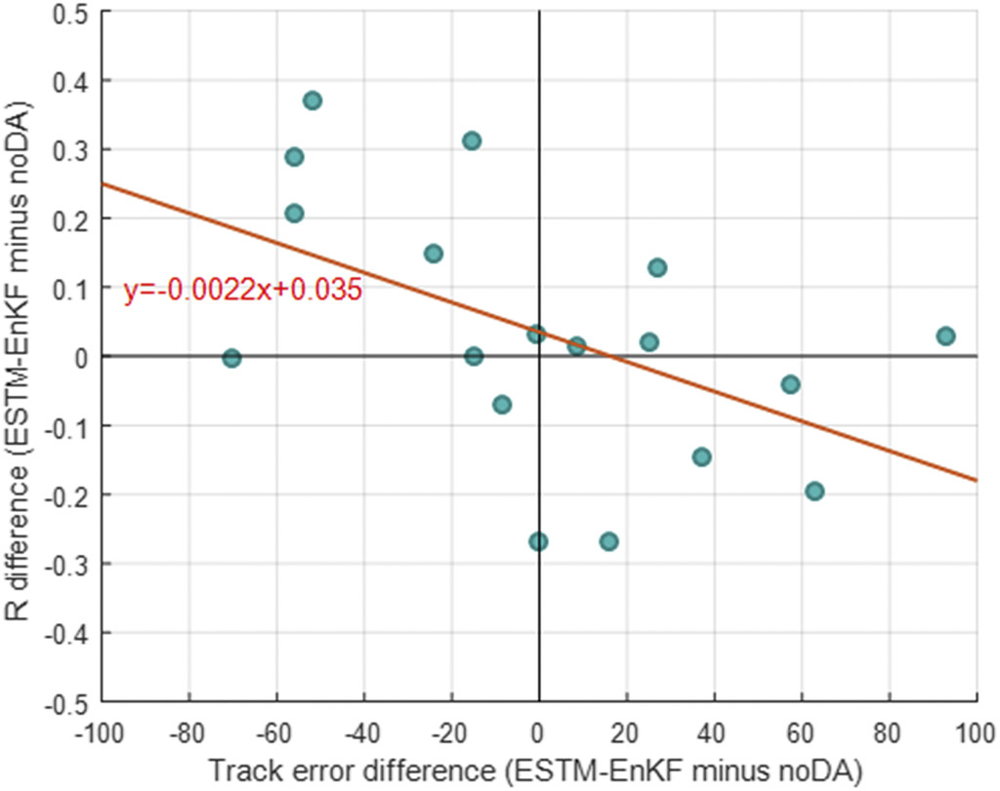 R difference (ESTM-EnKF minus noDA)
0.5
0.4
0.3
0.2
0.1
0
-0.1
-0.2
-0.3
-0.4
-0.5
y=-0.0022x+0.035
-100 -80 -60 -40 -20 0 20 40 60 80 100
Track error difference (ESTM-EnKF minus noDA)